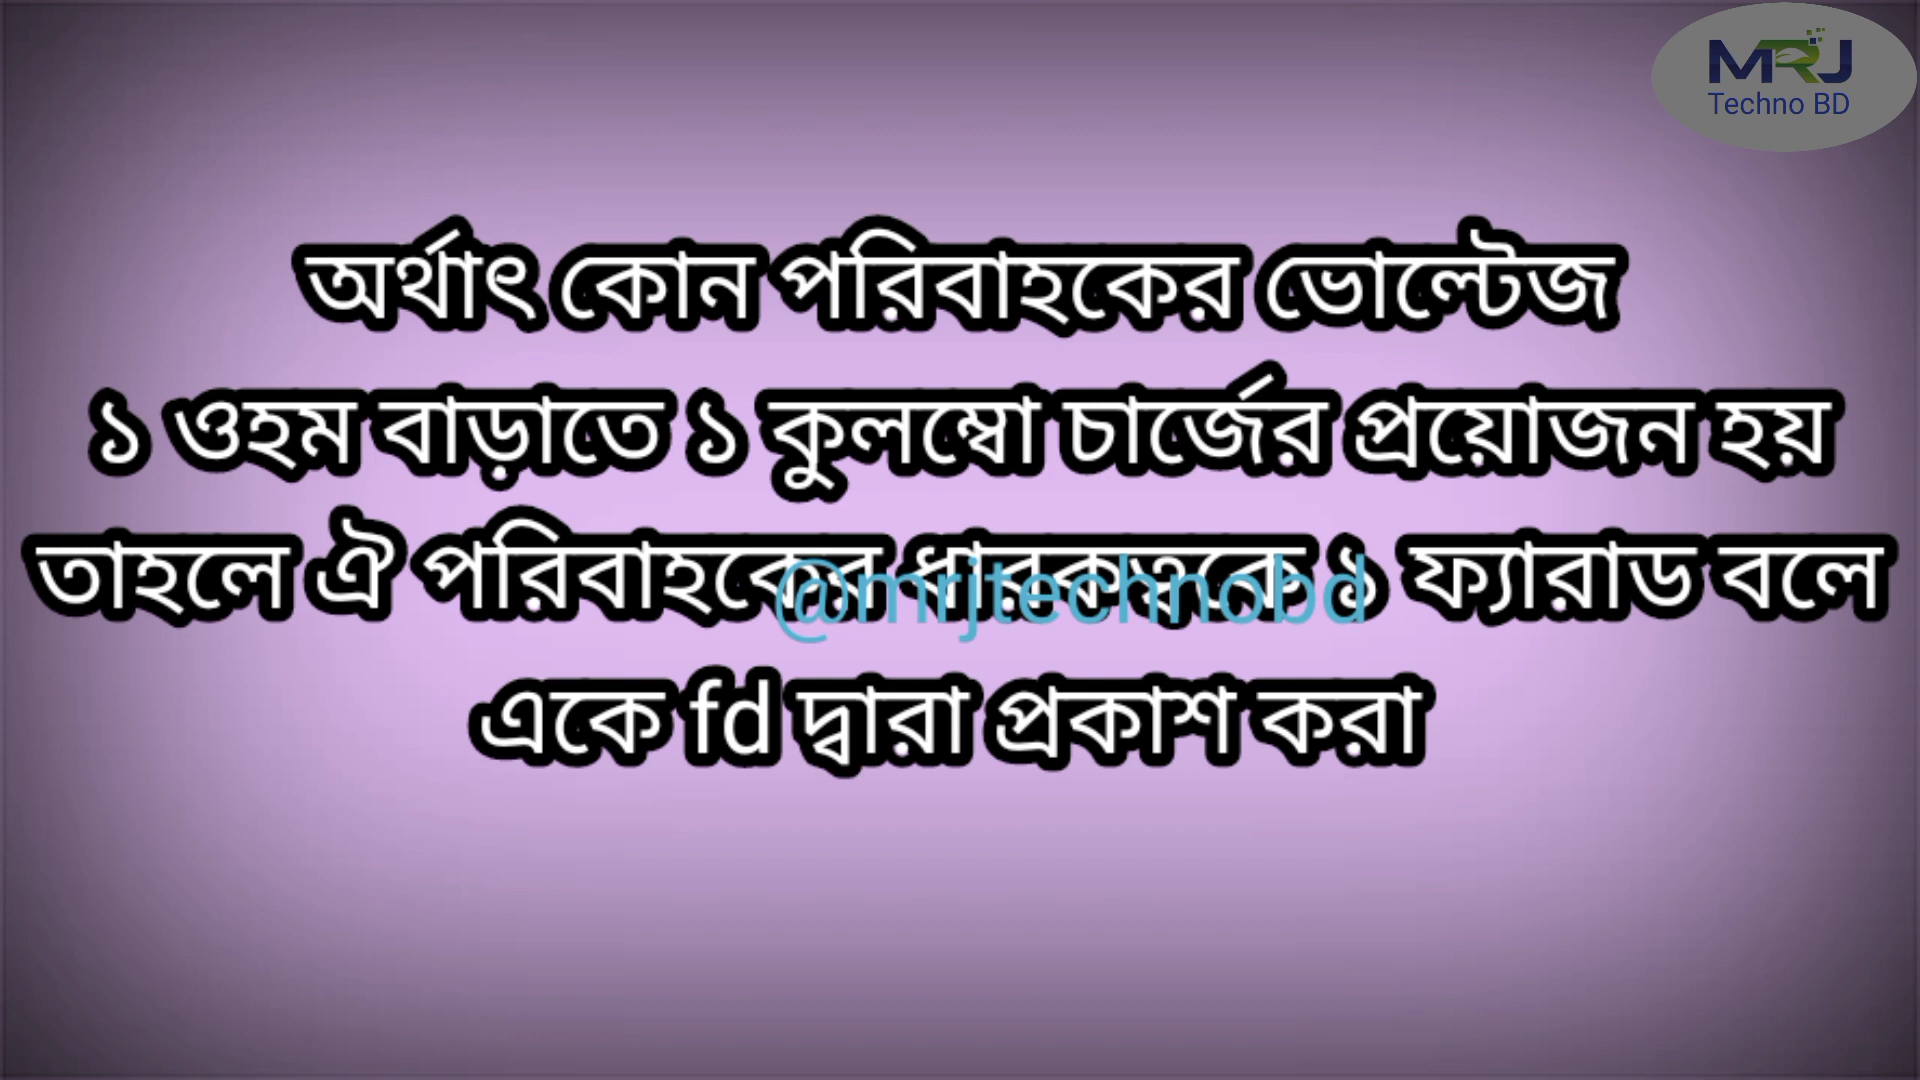 MRJ
Techno BD
অর্থাৎ কোন পরিবাহকের ভোল্টেজ
১ ওহম বাড়াতে ১ কুলম্বো চার্জের প্রয়োজন হয়
তাহলে ঐ পরিবাহকের ধারকত্বকে ১ ফ্যারাড বলে
@mrjtechnobd
একে fd দ্বারা প্রকাশ করা